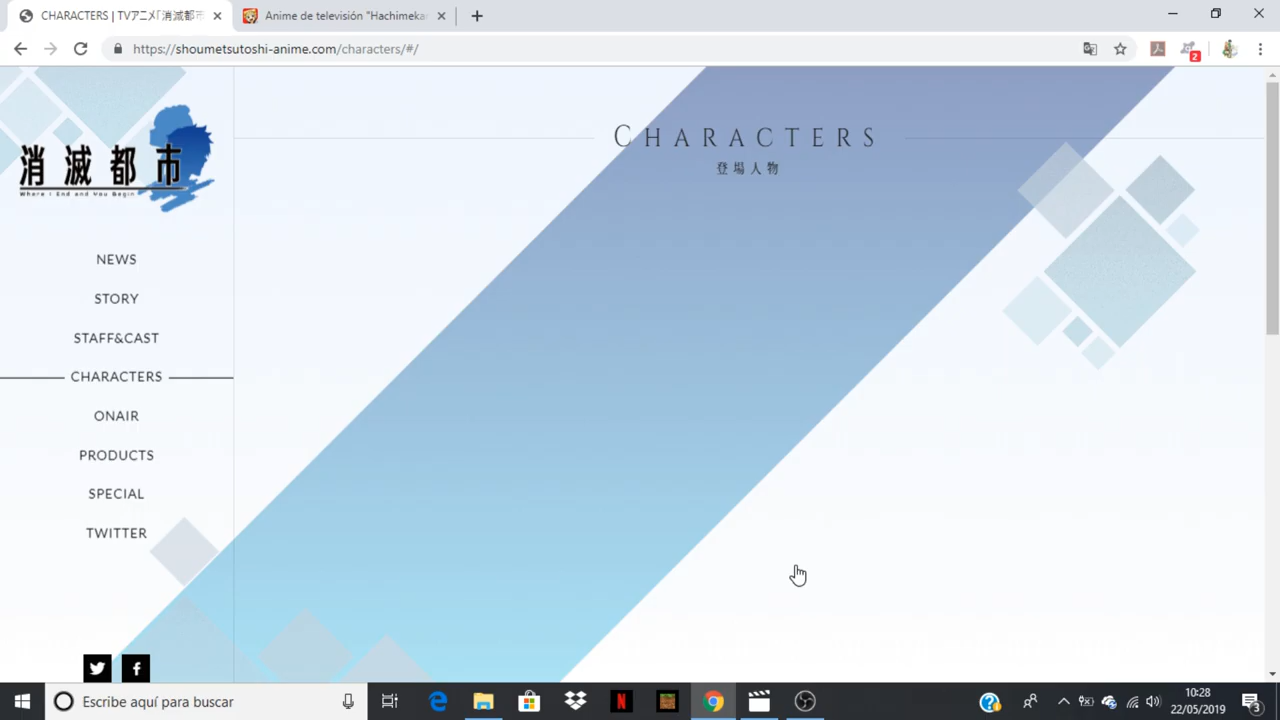 CHARACTERS | TVアニメ「消滅都市
Anime de televisión "Hachimeka
https://shoumetsutoshi-anime.com/characters/#/
2
消滅都市
Where I End and You Begin
CHARACTERS
登場人物
NEWS
STORY
STAFF&CAST
CHARACTERS
ONAIR
PRODUCTS
SPECIAL
TWITTER
Escribe aquí para buscar
10:28
22/05/2019
3